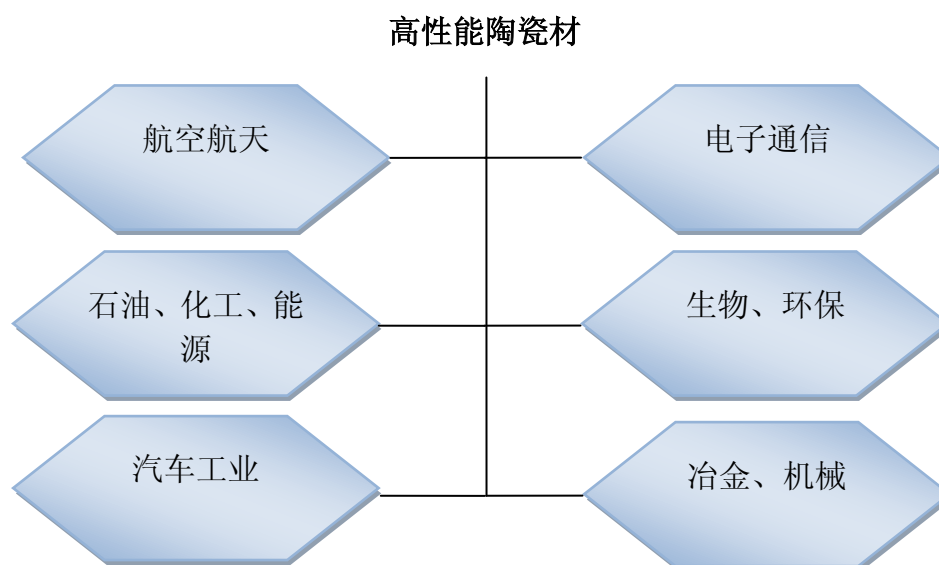 高性能陶瓷材
航空航天
电子通信
石油、化工、能
源
生物、环保
汽车工业
冶金、机械